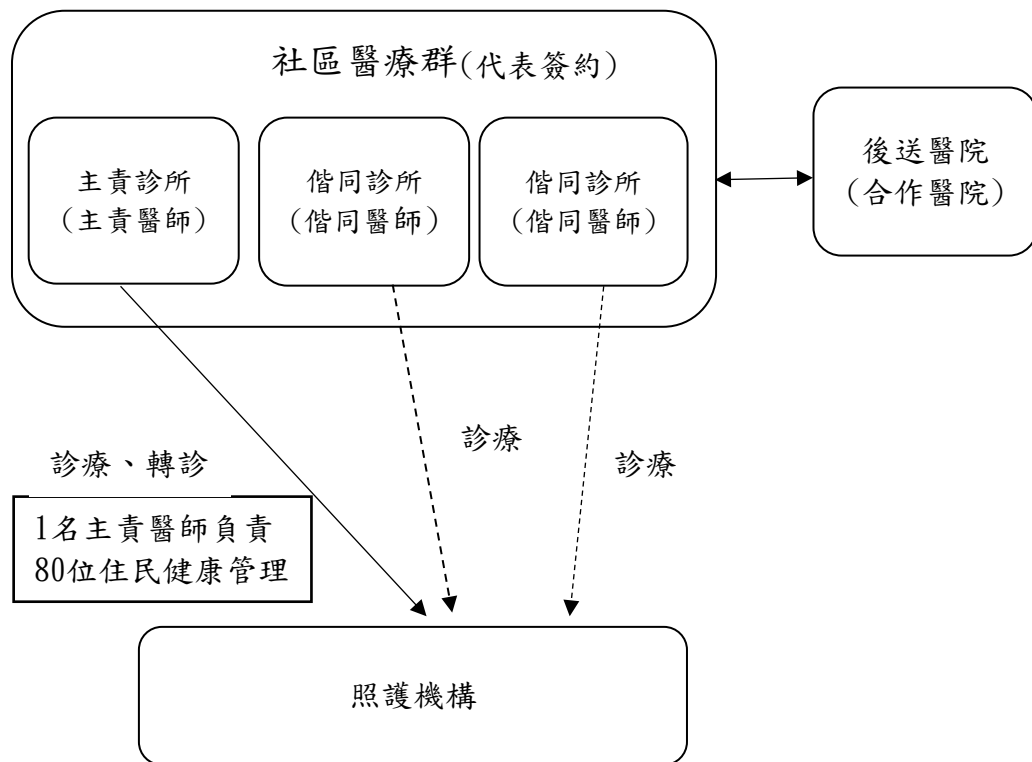 社區醫療群(代表簽約)
主責診所
(主責醫師)
偕同診所
(偕同醫師)
偕同診所
(偕同醫師)
後送醫院
(合作醫院)
診療、轉診
診療
診療
1名主責醫師負責
80位住民健康管理
照護機構